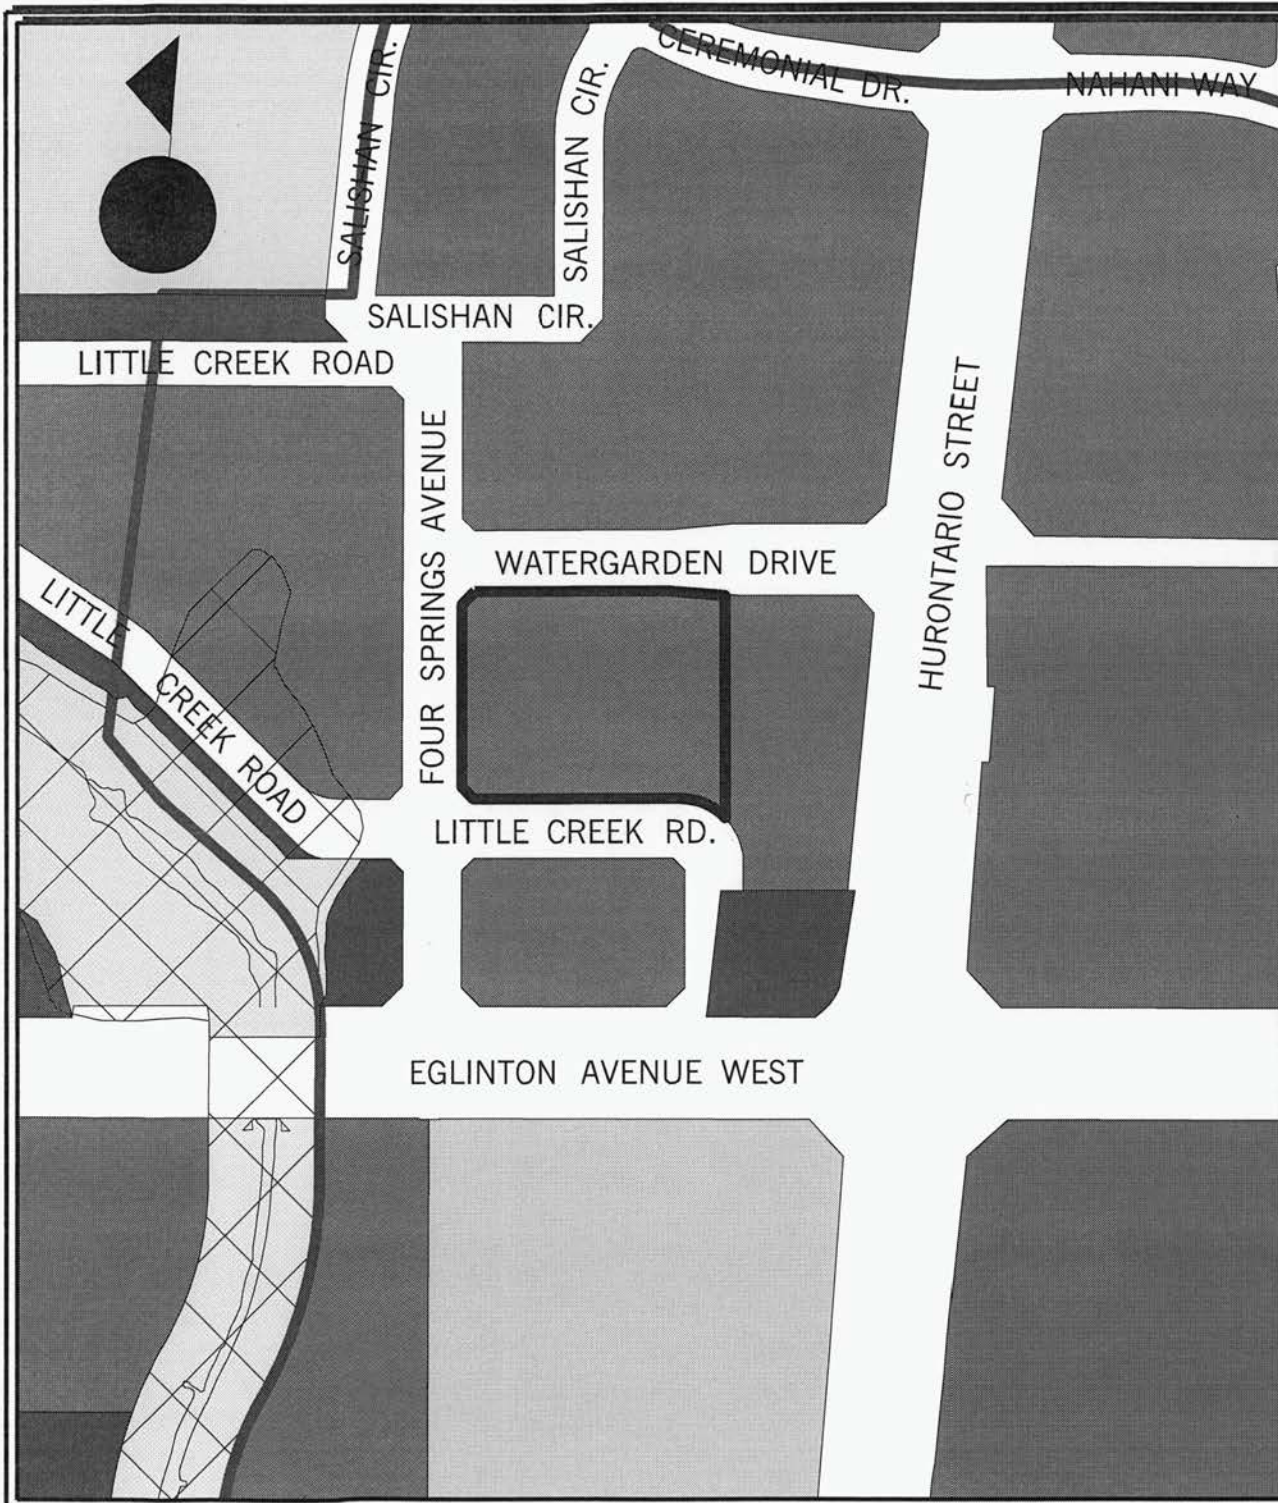 CEREMONIAL DR.
NAHANI WAY
SALISHAN CIR.
SALISHAN CIR.
SALISHAN CIR.
LITTLE CREEK ROAD
HURONTARIO STREET
FOUR SPRINGS AVENUE
WATERGARDEN DRIVE
LITTLE CREEK ROAD
LITTLE CREEK RD.
EGLINTON AVENUE WEST